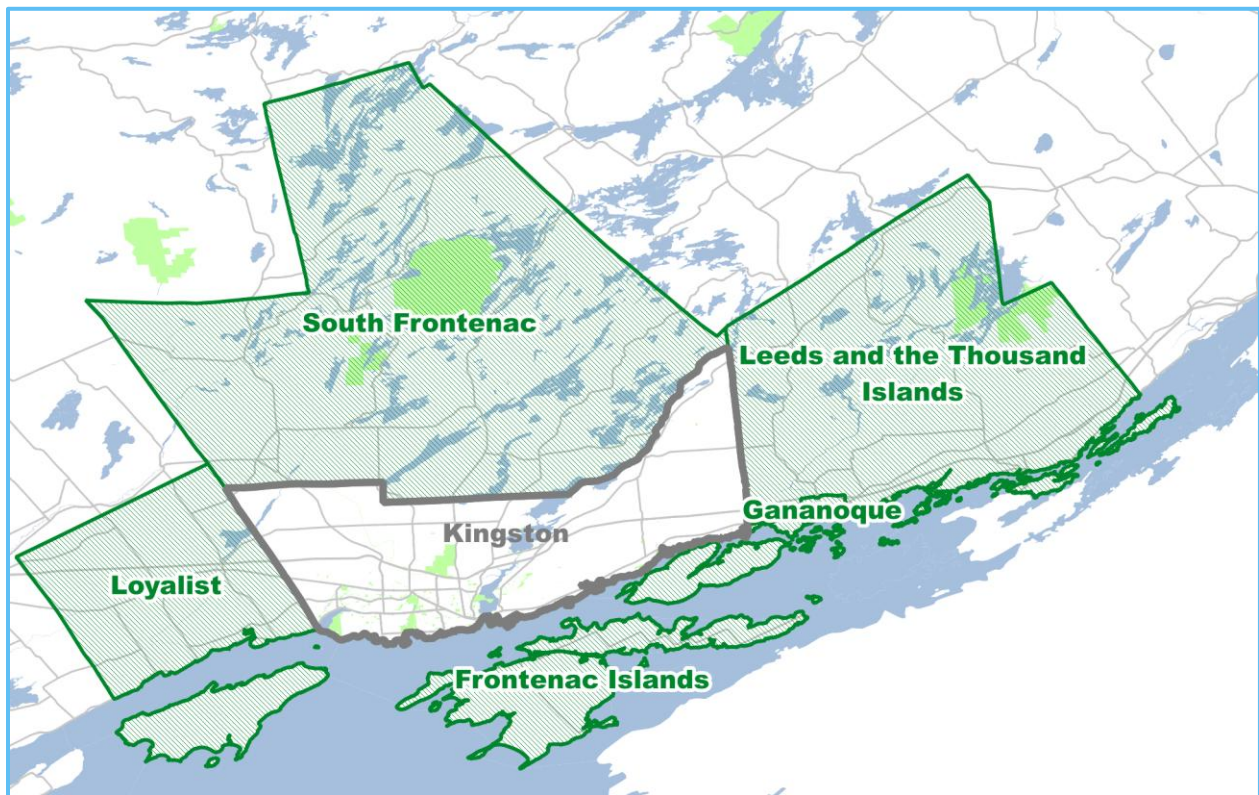 South Frontenac
Leeds and the Thousand
Islands
Gananoque
Kingston
Loyalist
Frontenac Islands